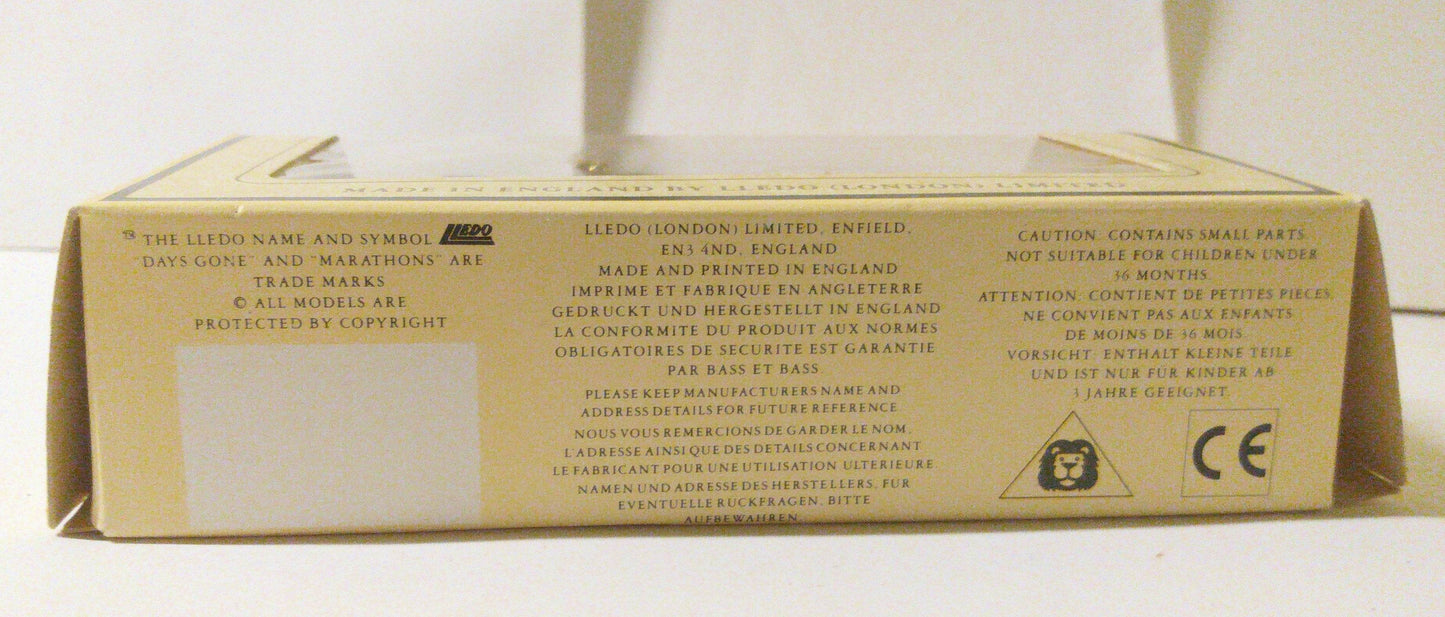 MADE IN ENGLAND BY LLEDO (LONDON) LIMITED
THE LLEDO NAME AND SYMBOL LLEDO
"DAYS GONE" AND "MARATHONS" ARE
TRADE MARKS
© ALL MODELS ARE
PROTECTED BY COPYRIGHT
LLEDO (LONDON) LIMITED, ENFIELD,
EN3 4ND, ENGLAND
MADE AND PRINTED IN ENGLAND
IMPRIME ET FABRIQUE EN ANGLETERRE
GEDRUCKT UND HERGESTELLT IN ENGLAND
LA CONFORMITE DU PRODUIT AUX NORMES
OBLIGATOIRES DE SECURITE EST GARANTIE
PAR BASS ET BASS.
PLEASE KEEP MANUFACTURERS NAME AND
ADDRESS DETAILS FOR FUTURE REFERENCE
NOUS VOUS REMERCIONS DE GARDER LE NOM,
L'ADRESSE AINSI QUE DES DETAILS CONCERNANT
LE FABRICANT POUR UNE UTILISATION ULTERIEURE.
NAMEN UND ADRESSE DES HERSTELLERS, FUR
EVENTUELLE RUCKFRAGEN, BITTE
AUFBEWAHREN.
CAUTION: CONTAINS SMALL PARTS.
NOT SUITABLE FOR CHILDREN UNDER
36 MONTHS.
ATTENTION: CONTIENT DE PETITES PIECES.
NE CONVIENT PAS AUX ENFANTS
DE MOINS DE 36 MOIS.
VORSICHT: ENTHALT KLEINE TEILE
UND IST NUR FÜR KINDER AB
3 JAHRE GEEIGNET.
CE